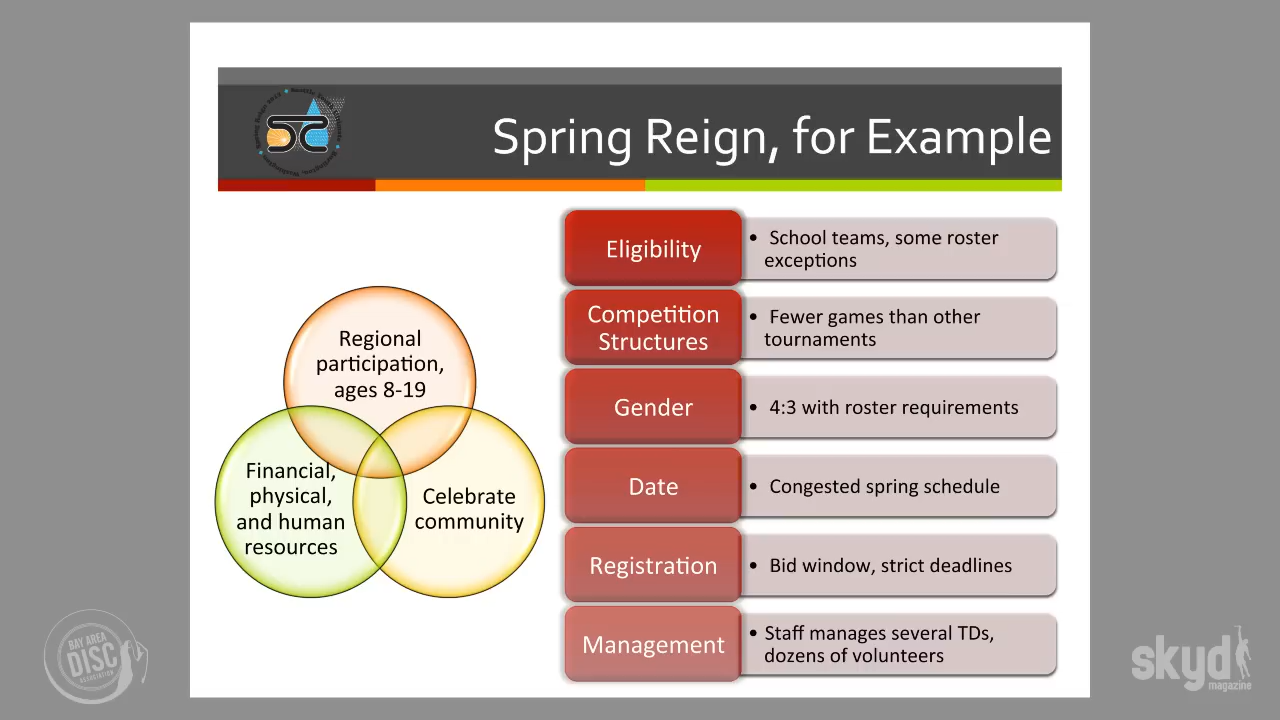 Spring Reign, for Example
Regional
participation,
ages 8-19
Financial,
physical,
and human
resources
Celebrate
community
Eligibility
• School teams, some roster
exceptions
Competition
Structures
• Fewer games than other
tournaments
Gender
• 4:3 with roster requirements
Date
• Congested spring schedule
Registration
• Bid window, strict deadlines
Management
• Staff manages several TDs,
dozens of volunteers
BAY AREA
DISC
ASSOCIATION
skyd
magazine